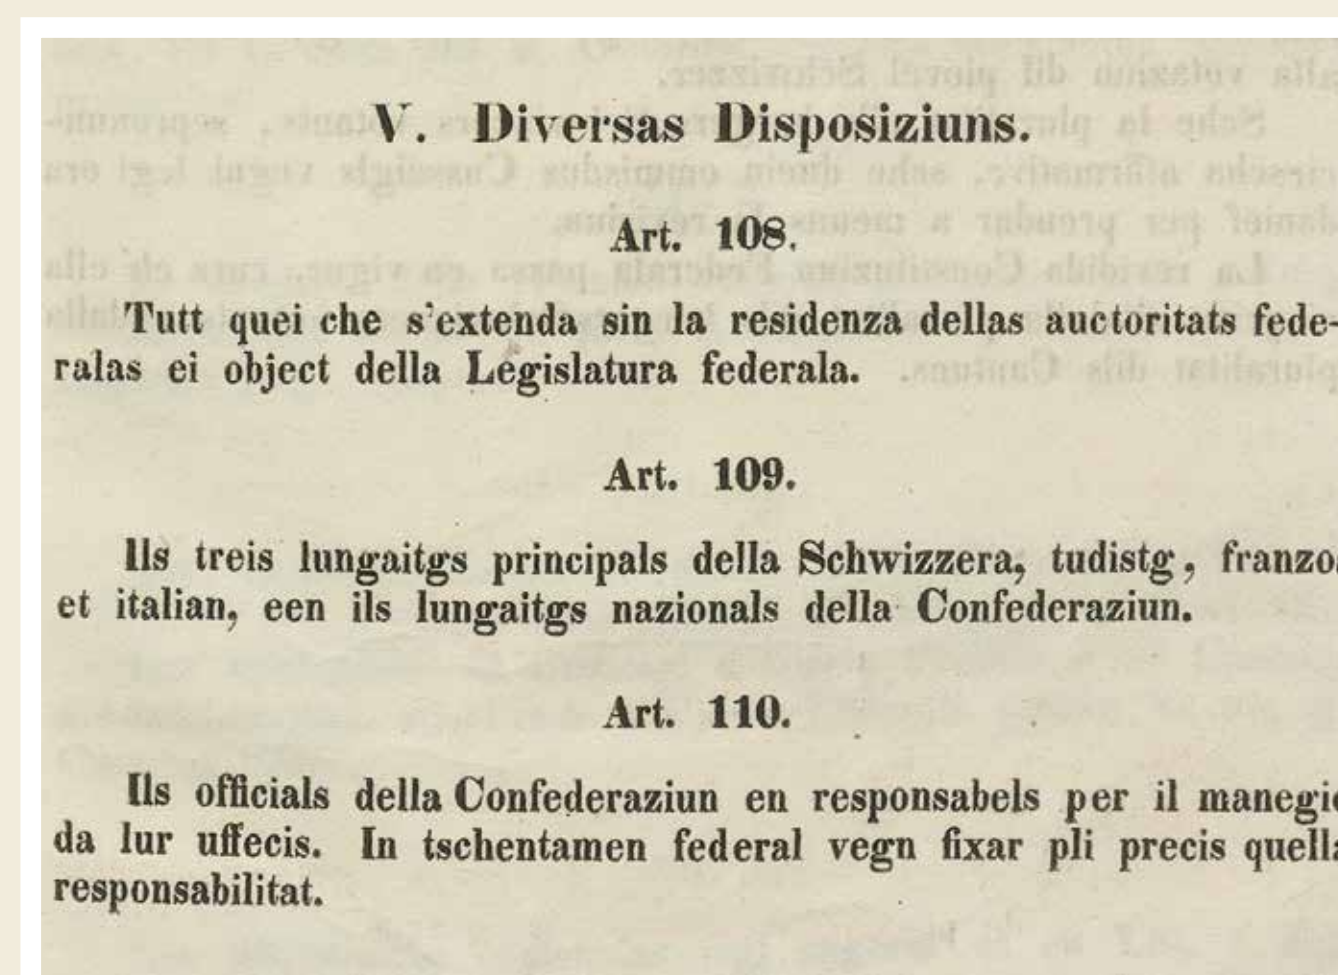 V. Diversas Disposiziuns.
Art. 108.
Tutt quei che s'extenda sin la residenza dellas auctoritats fede-
ralas ei object della Legislatura federala.
Art. 109.
Ils treis lungaitgs principals della Schwizzera, tudistg, franzo
et italian, een ils lungaitgs nazionals della Confederaziun.
Art. 110.
Ils officials della Confederaziun en responsabels per il manegi
da lur uffecis. In tschentamen federal vegn fixar pli precis quella
responsabilitat.